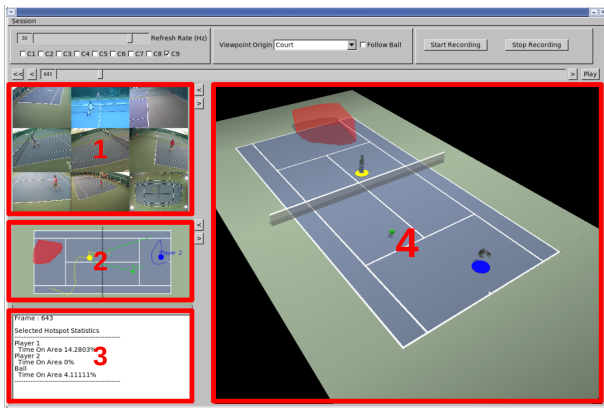 Session
30 Refresh Rate (Hz)
C1 C2 C3 C4 C5 C6 C7 C8 C9
Viewpoint Origin Court Follow Ball
Start Recording Stop Recording
<< < 643 > Play
<
>
1
<
>
2
Player 2
4
Frame : 643
Selected Hotspot Statistics
------------------------------------
Player 1
Time On Area 14.2803%
Player 2
Time On Area 0%
Ball
Time On Area 4.11111%
------------------------------------
3